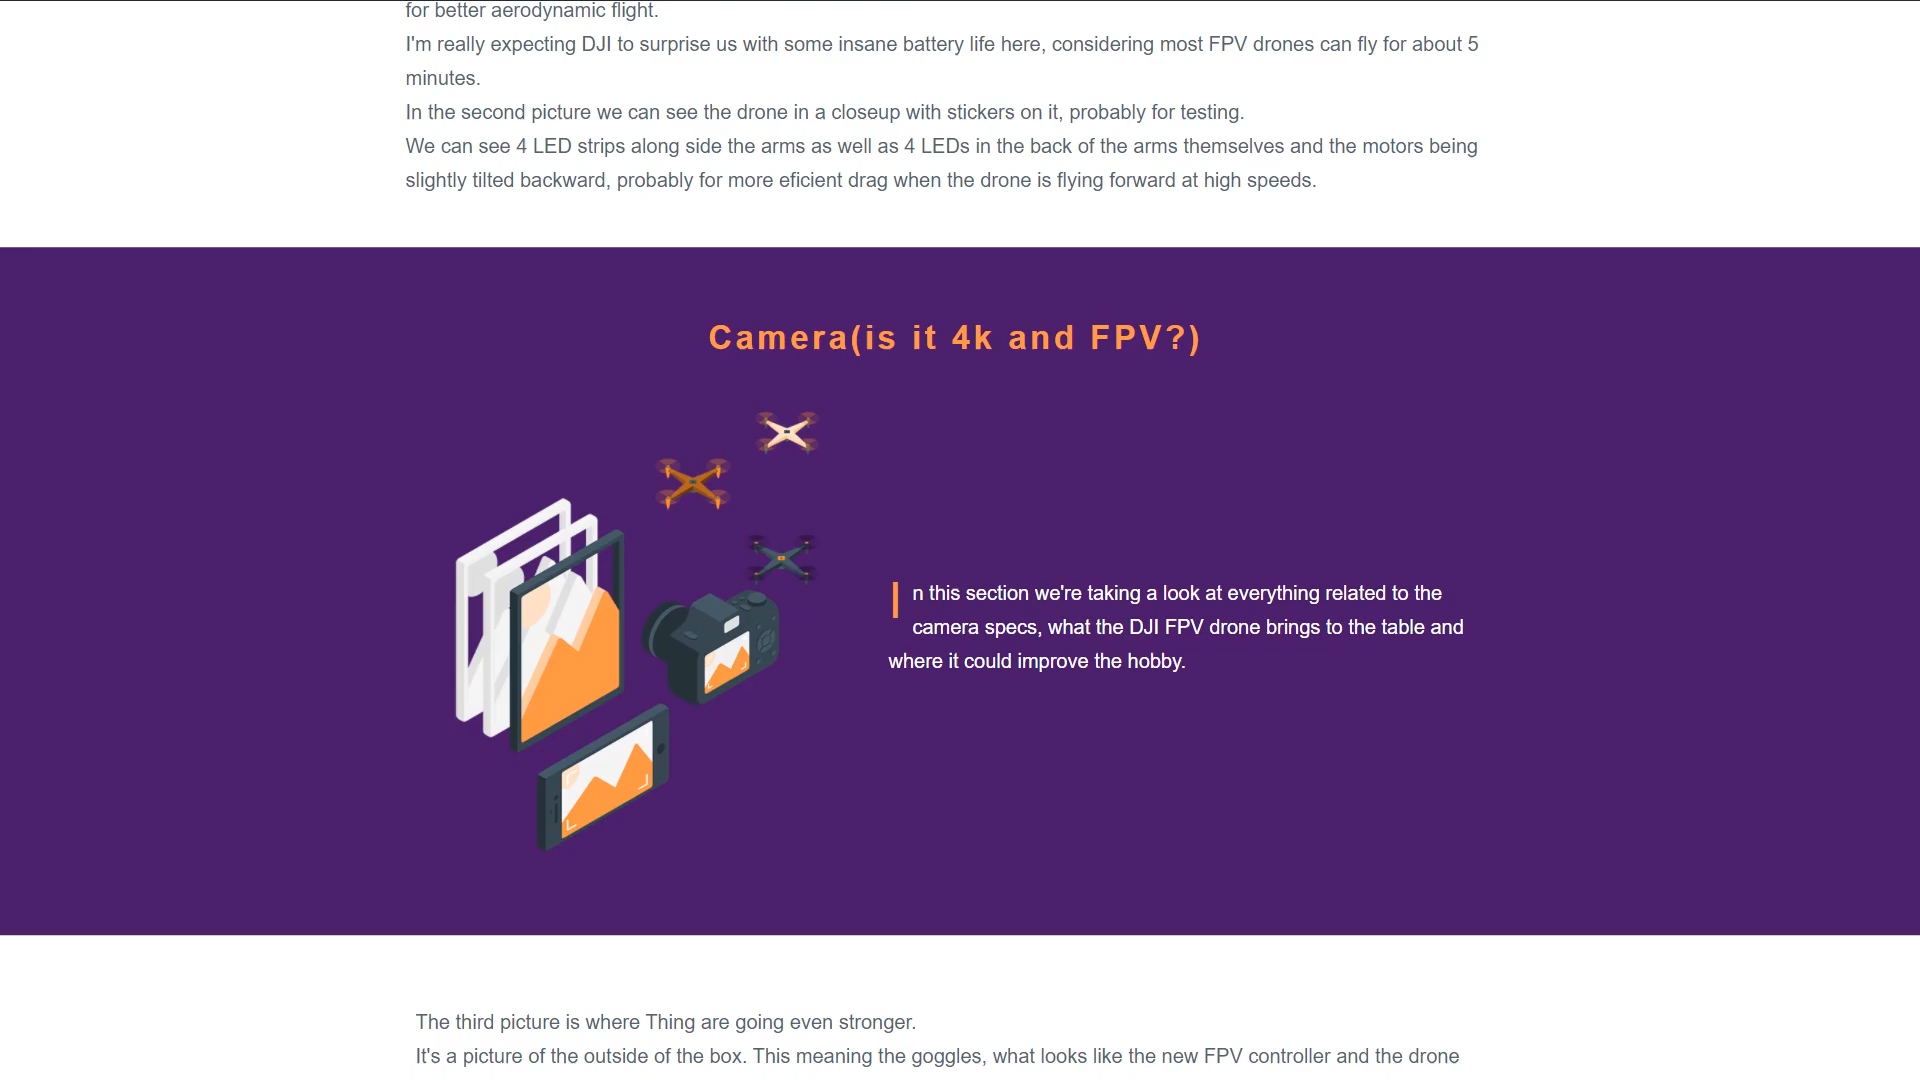 for better aerodynamic flight.
I'm really expecting DJI to surprise us with some insane battery life here, considering most FPV drones can fly for about 5
minutes.
In the second picture we can see the drone in a closeup with stickers on it, probably for testing.
We can see 4 LED strips along side the arms as well as 4 LEDs in the back of the arms themselves and the motors being
slightly tilted backward, probably for more eficient drag when the drone is flying forward at high speeds.
Camera(is it 4k and FPV?)
In this section we're taking a look at everything related to the
camera specs, what the DJI FPV drone brings to the table and
where it could improve the hobby.
The third picture is where Thing are going even stronger.
It's a picture of the outside of the box. This meaning the goggles, what looks like the new FPV controller and the drone